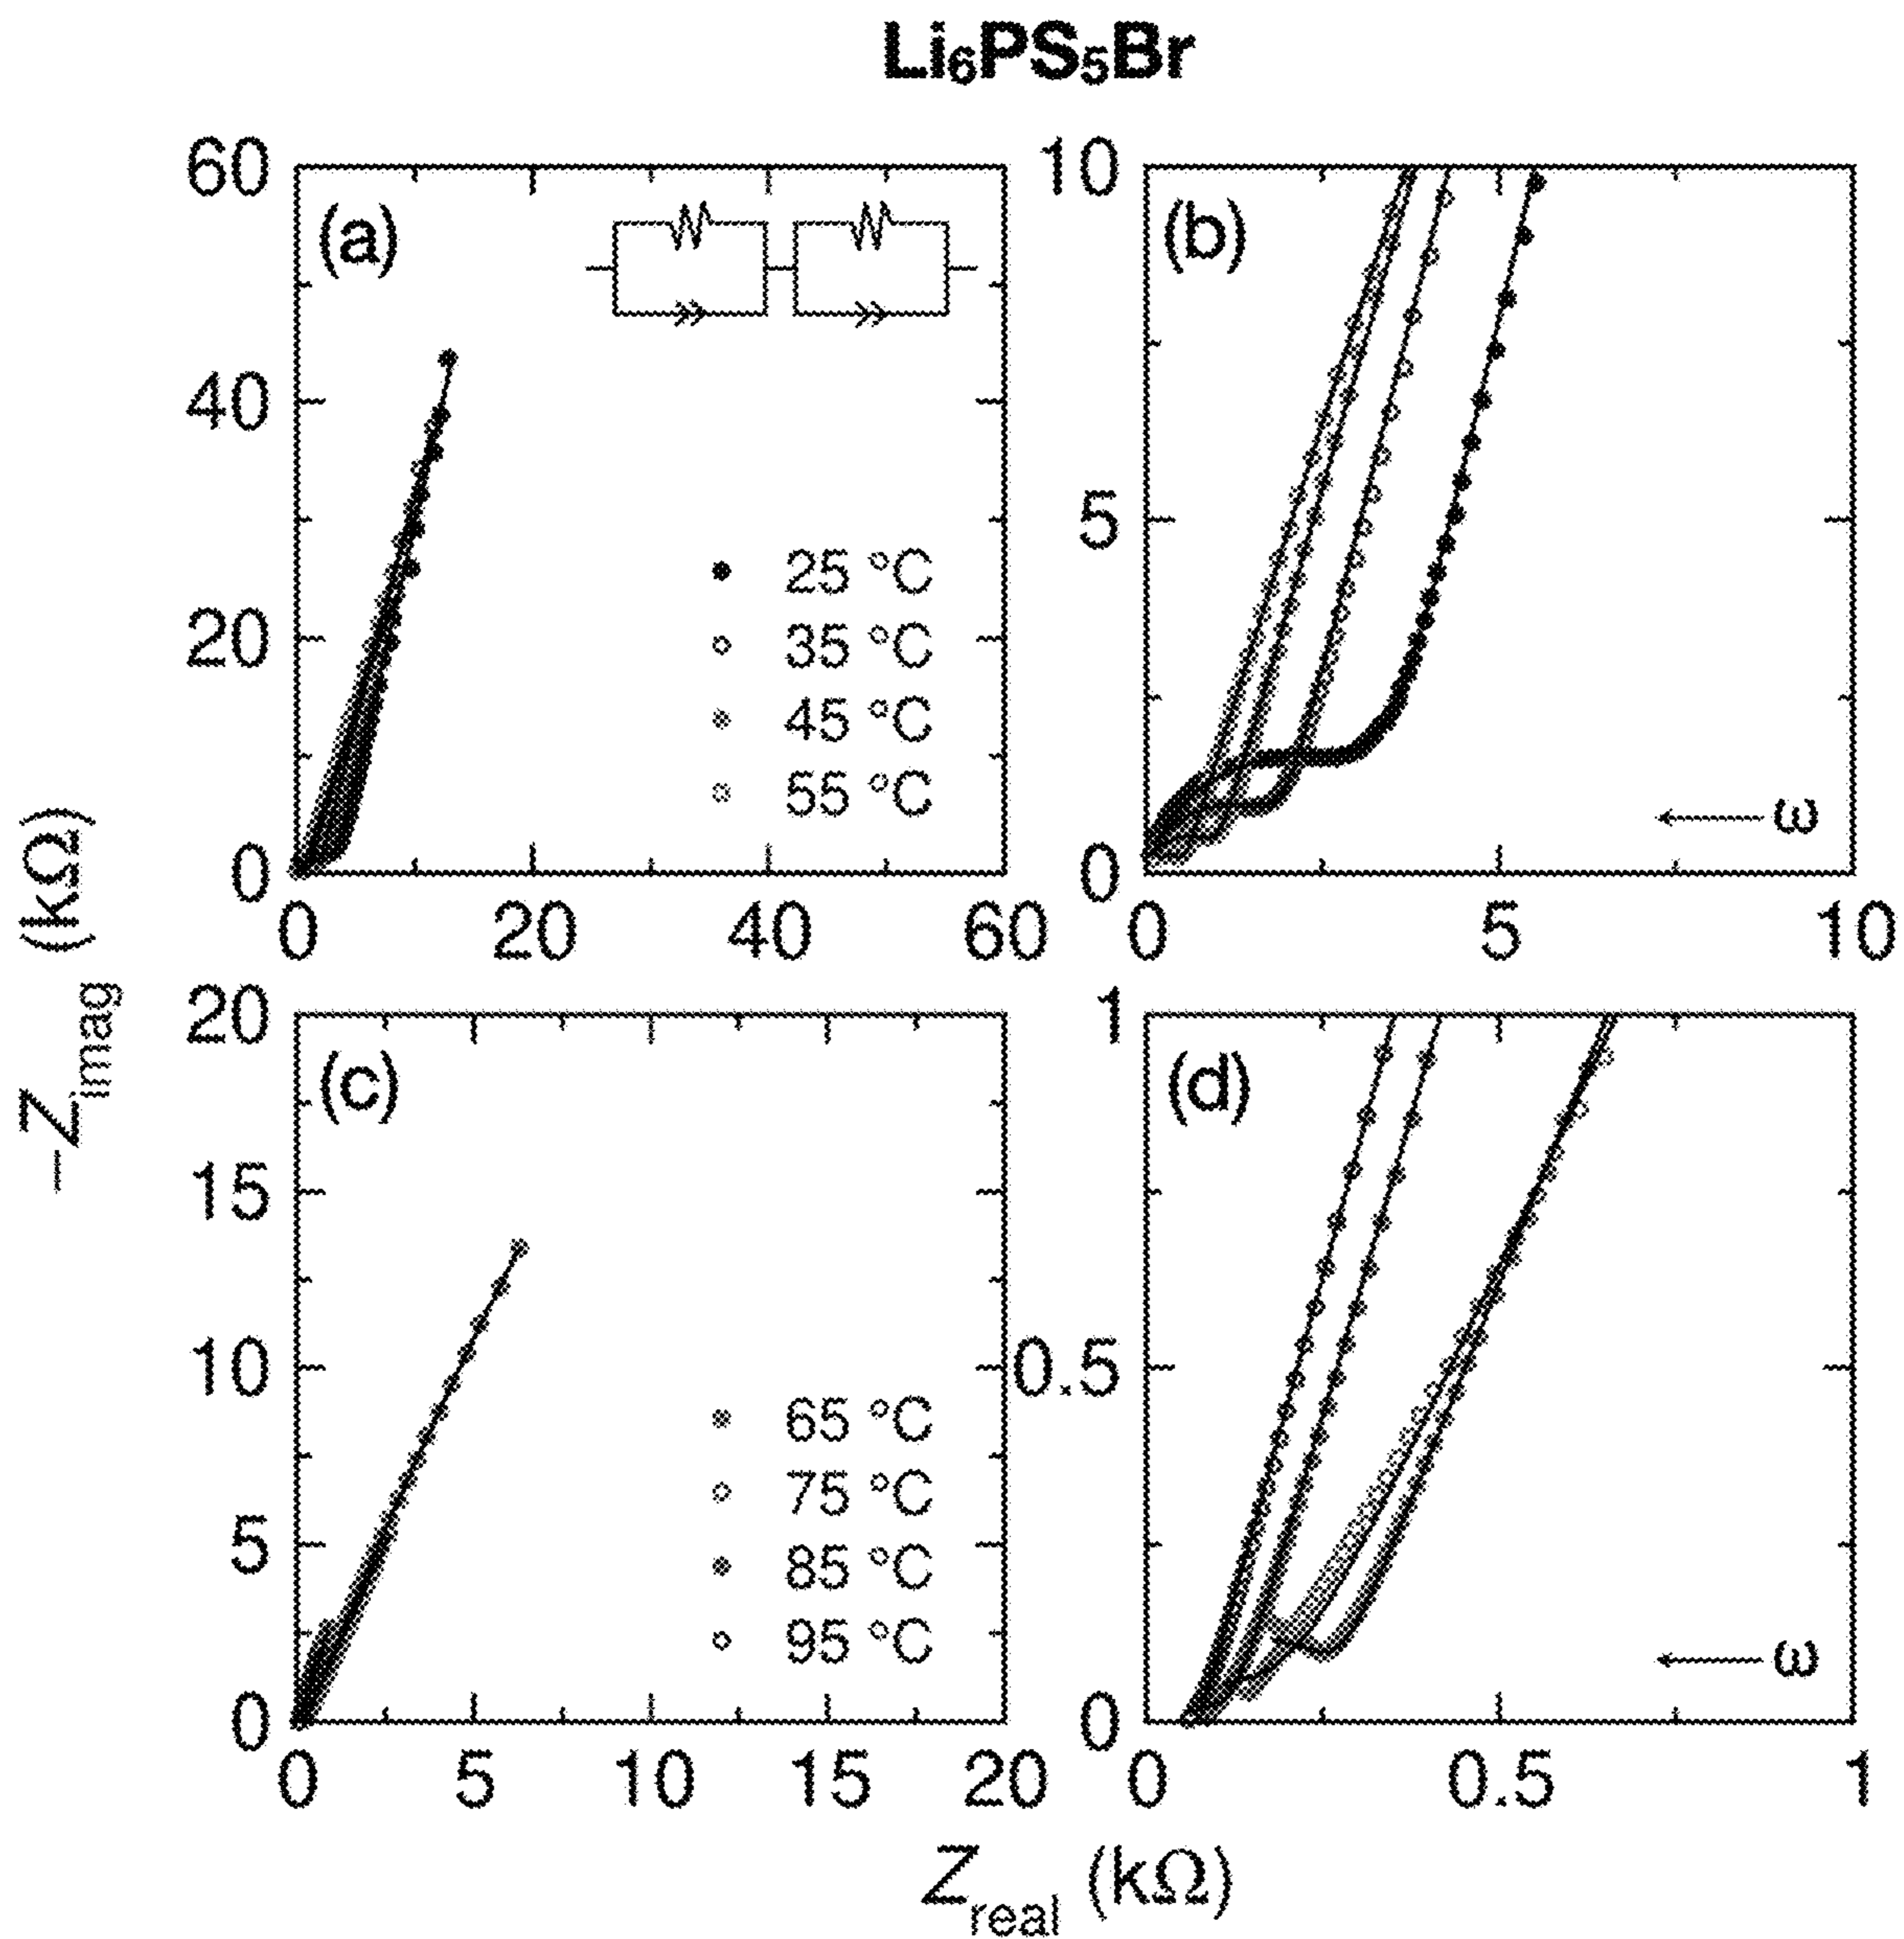 Li₆PS₅Br
(a)
60
40
20
0
0 20 40 60
25 °C
35 °C
45 °C
55 °C
(b)
10
5
0
0 5 10
ω
(c)
20
15
10
5
0
0 5 10 15 20
65 °C
75 °C
85 °C
95 °C
(d)
1
0.5
0
0 0.5 1
ω
−Zimag (kΩ)
Zreal (kΩ)